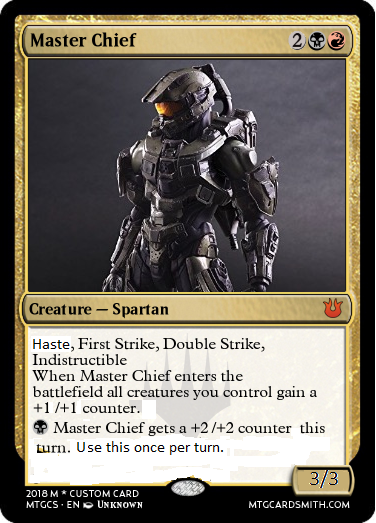 Master Chief 2
Creature — Spartan
Haste, First Strike, Double Strike,
Indistructible
When Master Chief enters the
battlefield all creatures you control gain a
+1 /+1 counter.
Master Chief gets a +2 /+2 counter this
turn. Use this once per turn.
3/3
2018 M * CUSTOM CARD
MTGCS · EN Unknown
MTGCARDSMITH.COM